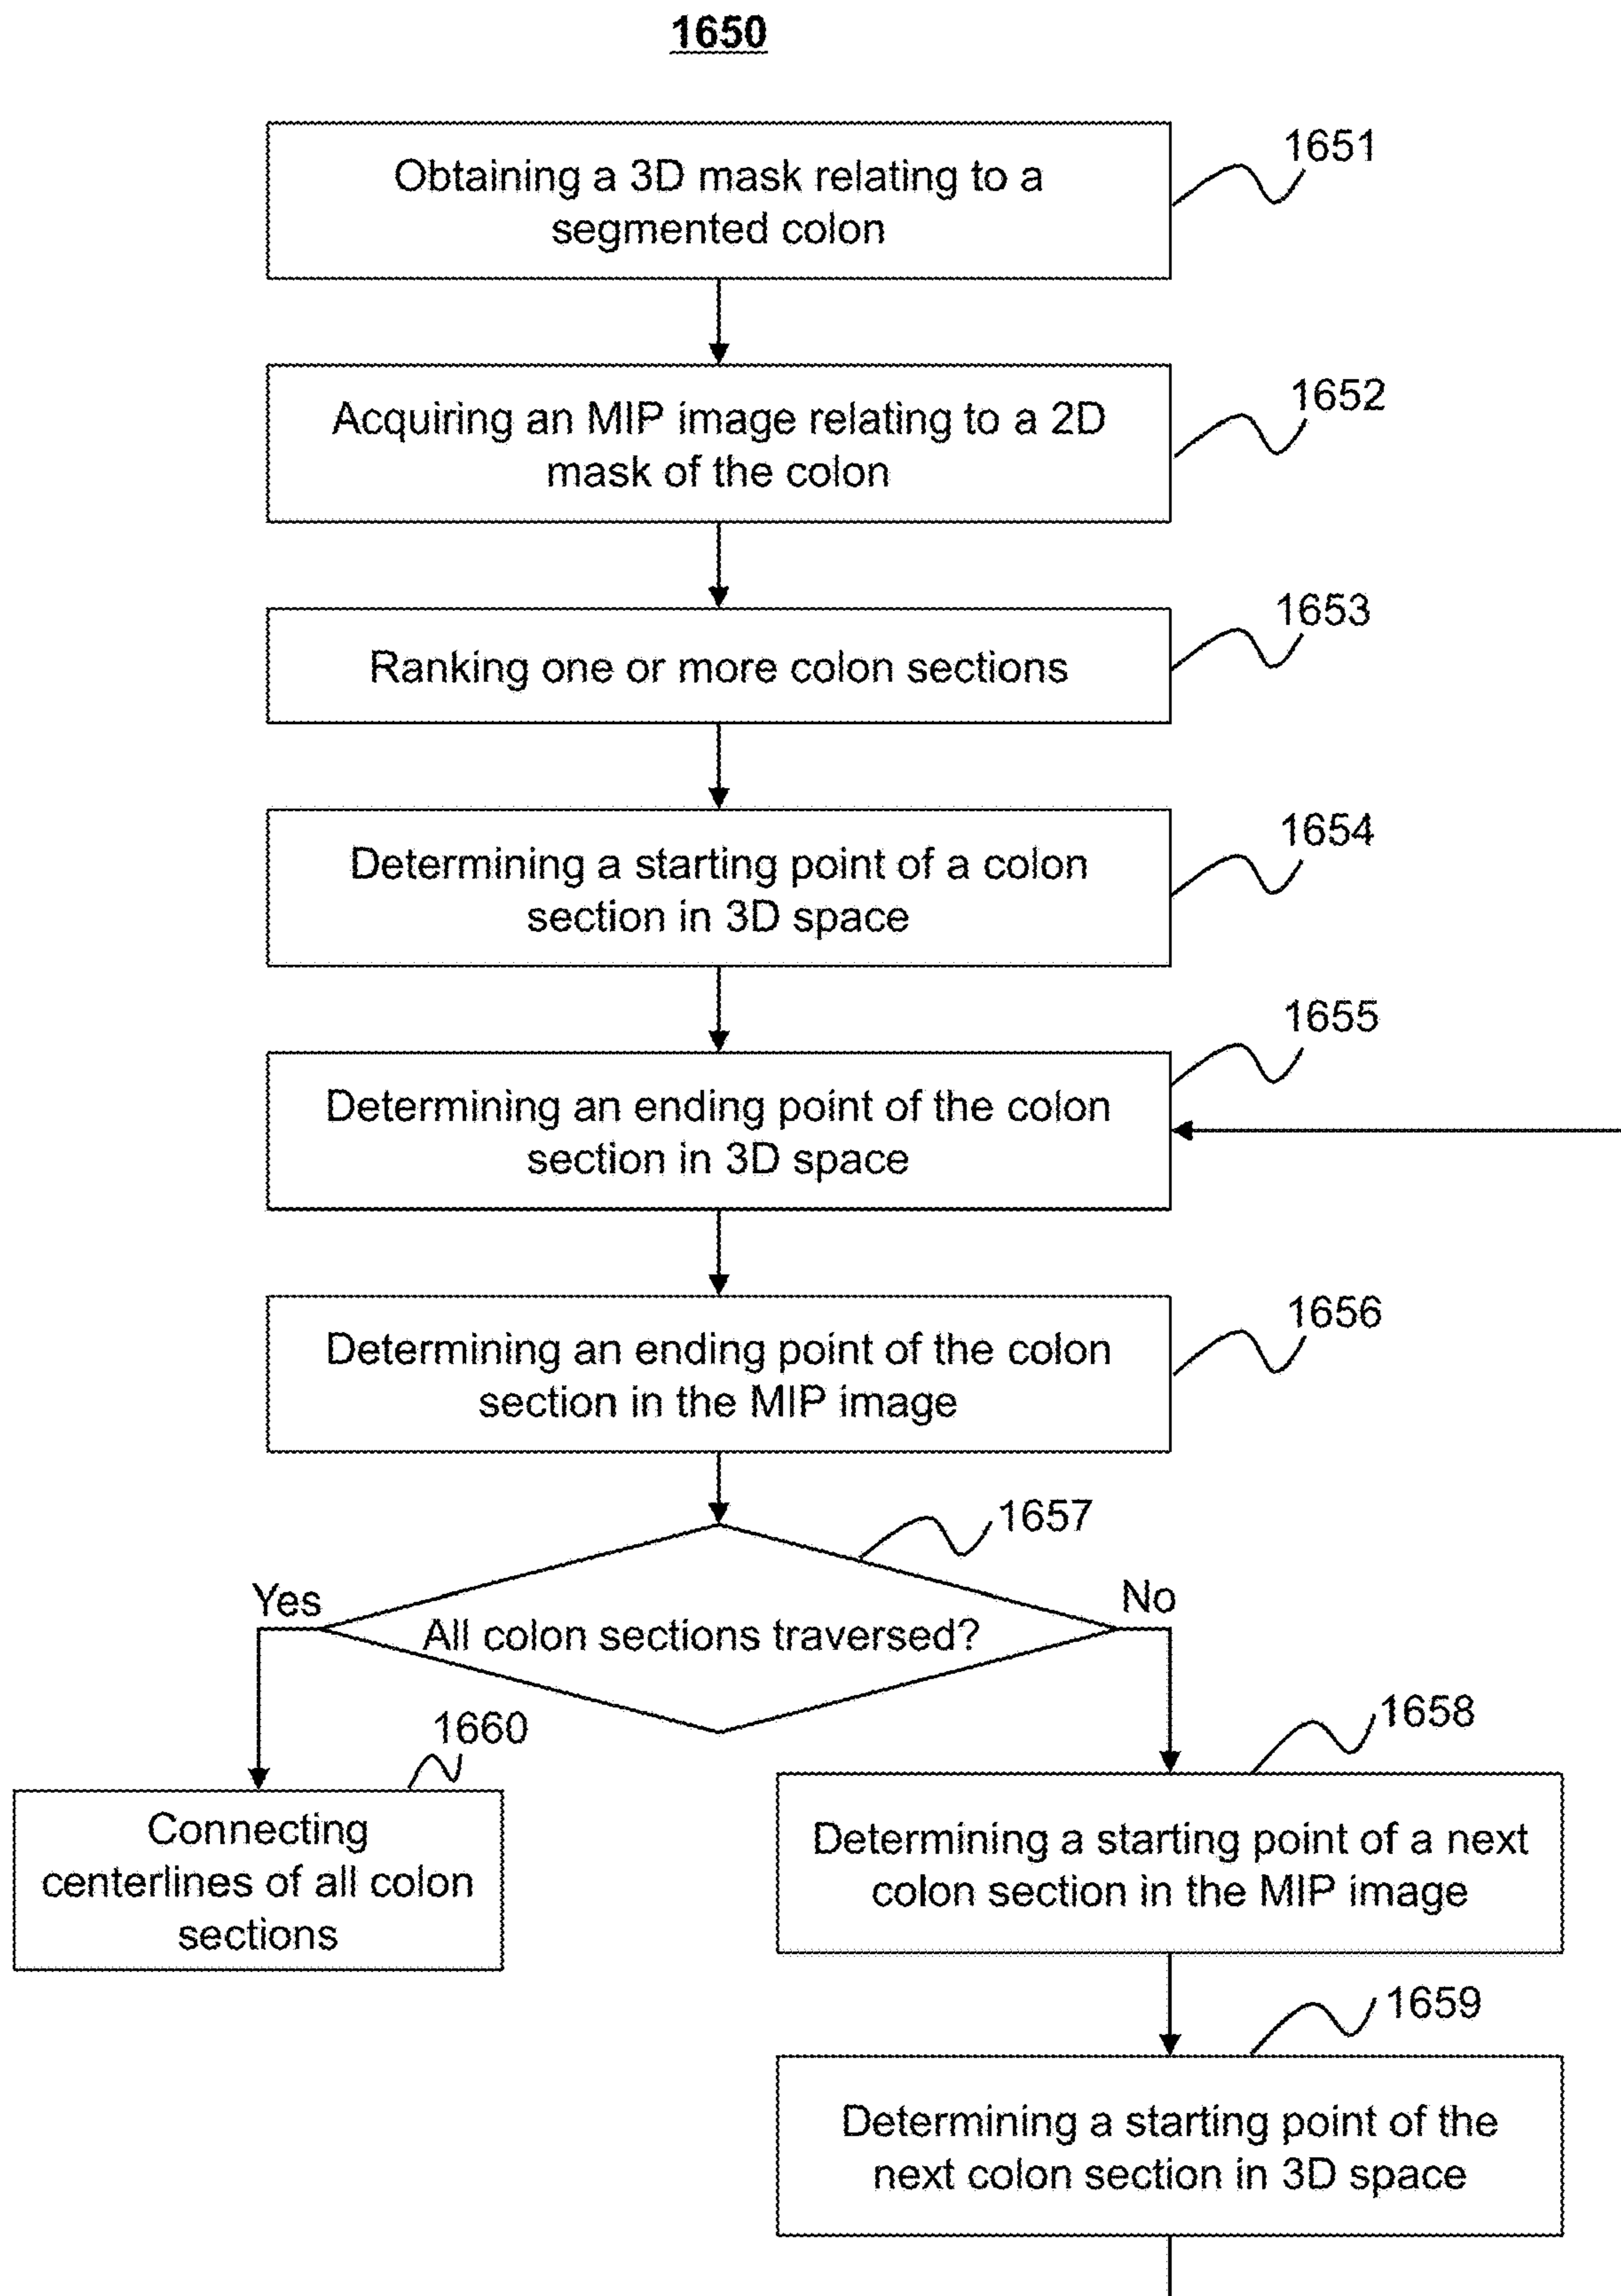 1650
Obtaining a 3D mask relating to a
segmented colon
1651
Acquiring an MIP image relating to a 2D
mask of the colon
1652
Ranking one or more colon sections
1653
Determining a starting point of a colon
section in 3D space
1654
Determining an ending point of the colon
section in 3D space
1655
Determining an ending point of the colon
section in the MIP image
1656
All colon sections traversed?
1657
Yes
No
1660
Connecting
centerlines of all colon
sections
1658
Determining a starting point of a next
colon section in the MIP image
1659
Determining a starting point of the
next colon section in 3D space